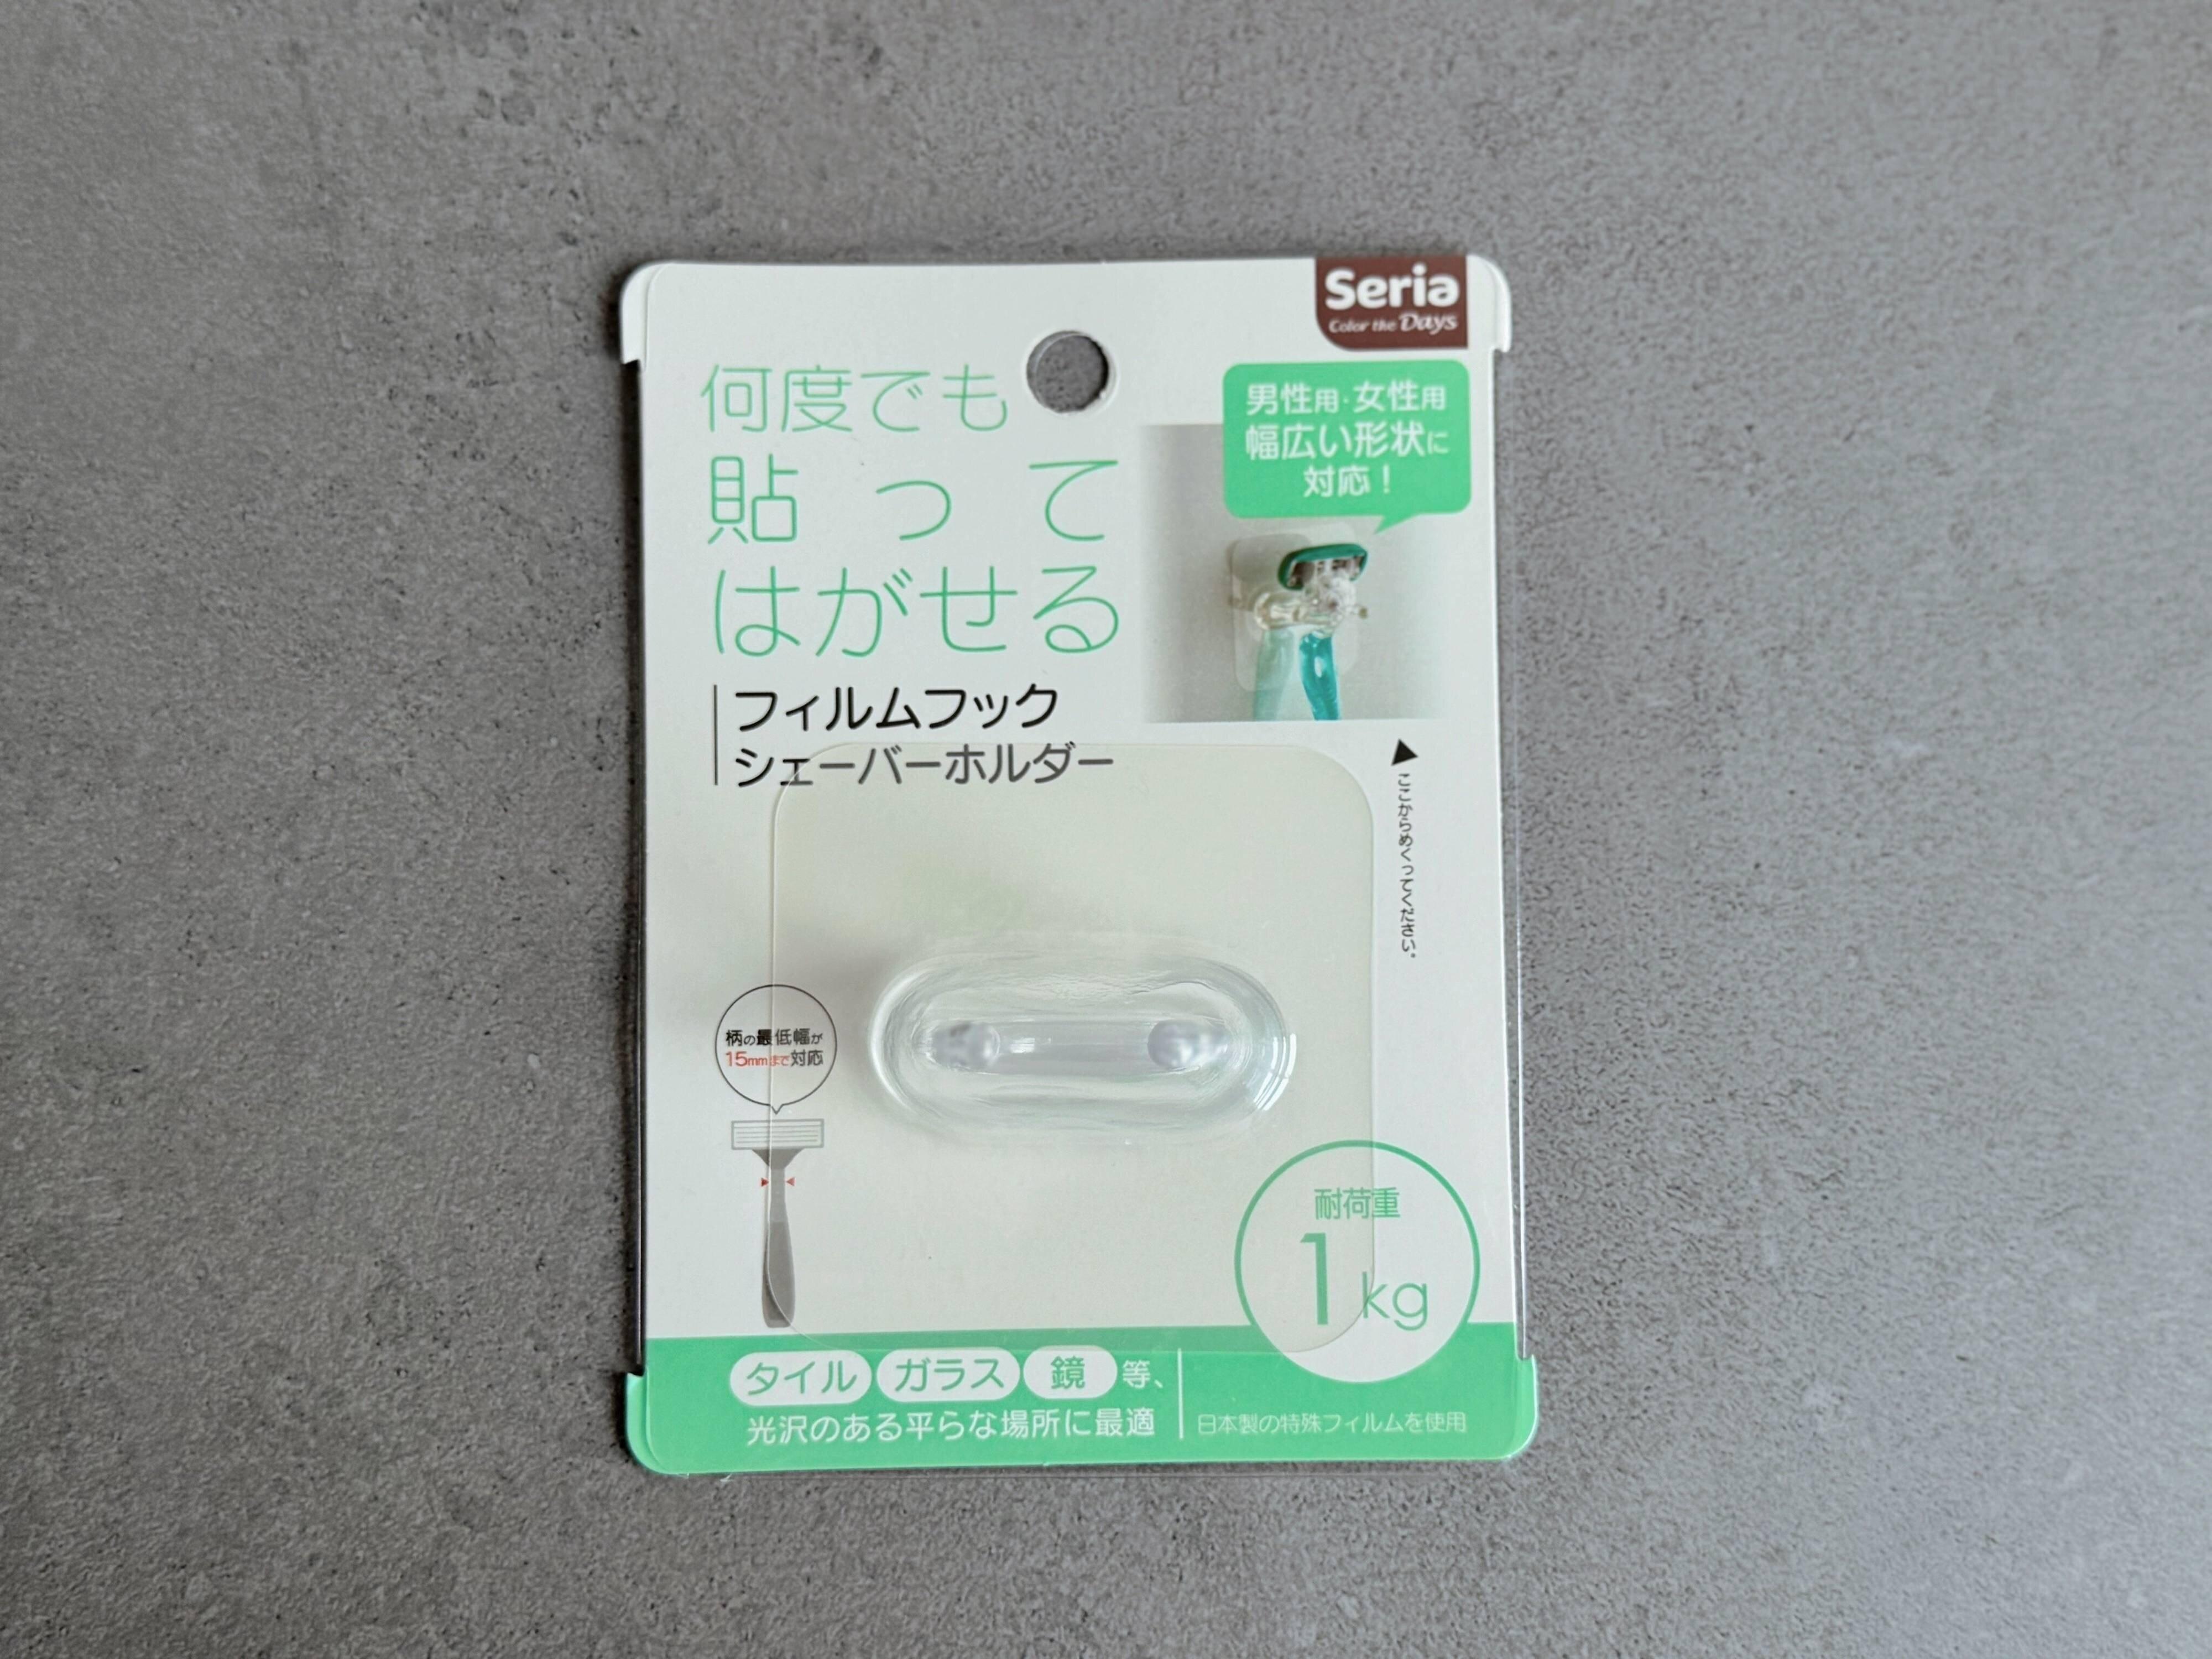 Seria
Color the Days
何度でも
貼って
はがせる
フィルムフック
シェーバーホルダー
男性用・女性用
幅広い形状に
対応！
ここからめくってください。
柄の最低幅が
15mmまで対応
耐荷重
1kg
タイル ガラス 鏡 等、
光沢のある平らな場所に最適
日本製の特殊フィルムを使用